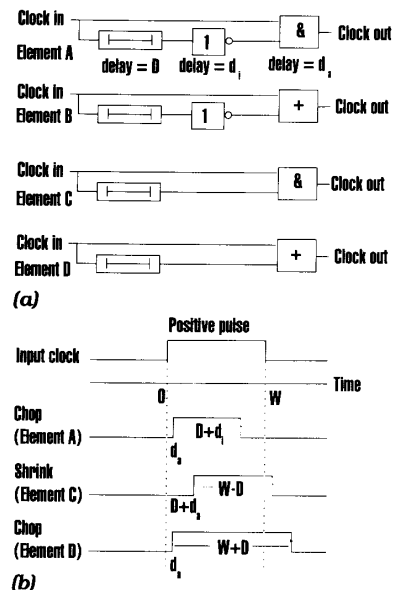 Clock in
Element A
1
&
Clock out
delay = D
delay = d i
delay = d a
Clock in
Element B
1
+
Clock out
Clock in
Element C
&
Clock out
Clock in
Element D
+
Clock out
(a)
Positive pulse
Input clock
Time
0
W
Chop
(Element A)
D+d i
d a
Shrink
(Element C)
W-D
D+d a
Chop
(Element D)
W+D
d a
(b)